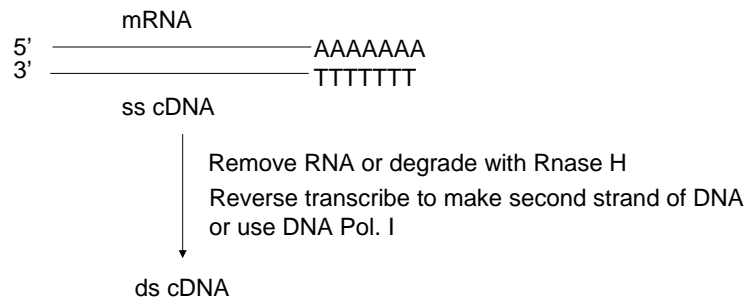 mRNA
5’ AAAAAAA
3’ TTTTTTT
ss cDNA
Remove RNA or degrade with Rnase H
Reverse transcribe to make second strand of DNA
or use DNA Pol. I
ds cDNA